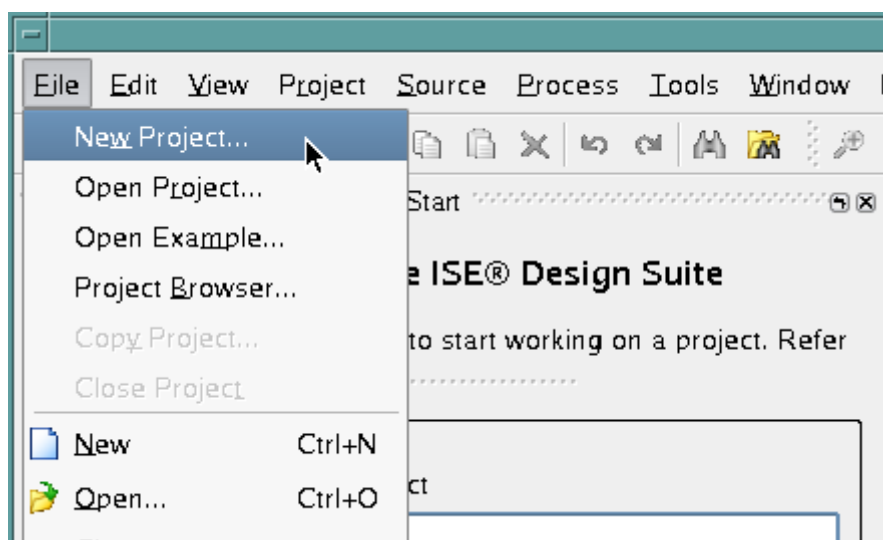 File Edit View Project Source Process Tools Window
New Project...
Open Project...
Start
Open Example...
e ISE® Design Suite
Project Browser...
Copy Project...
to start working on a project. Refer
Close Project
New Ctrl+N
Open... Ctrl+O
ct